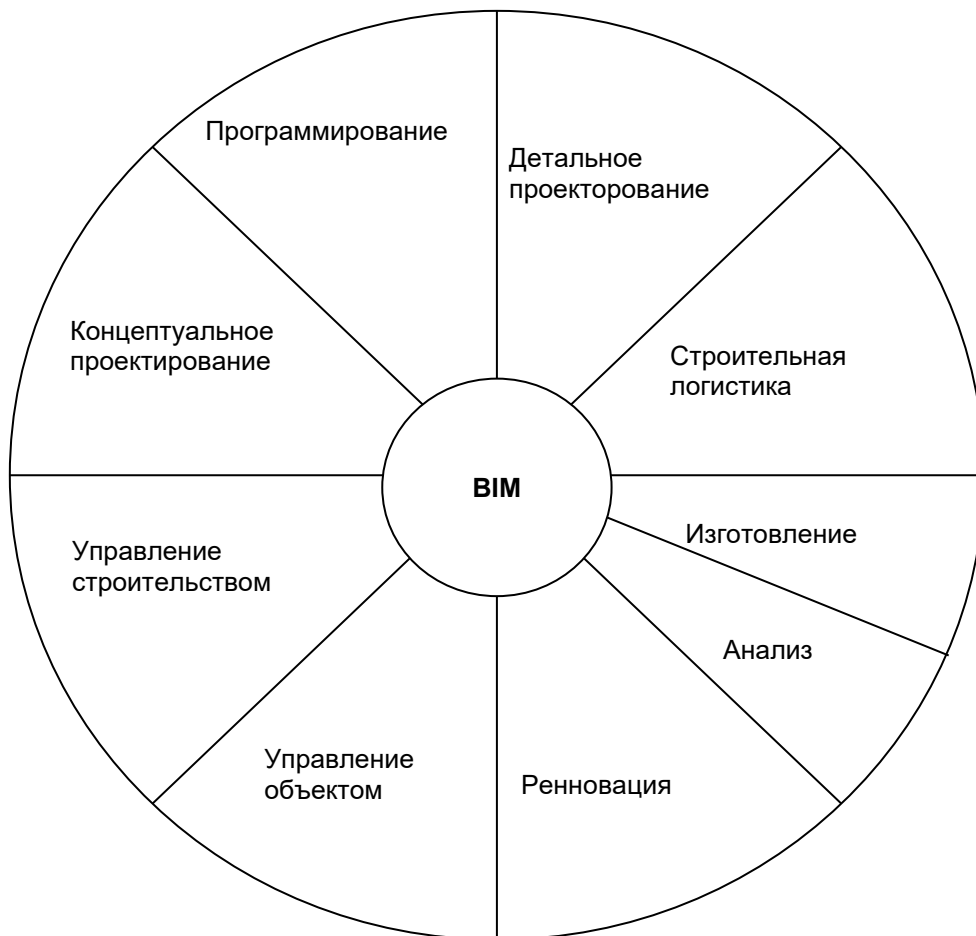 Программирование
Детальное
проекторование
Концептуальное
проектирование
Строительная
логистика
BIM
Изготовление
Управление
строительством
Анализ
Управление
объектом
Ренновация